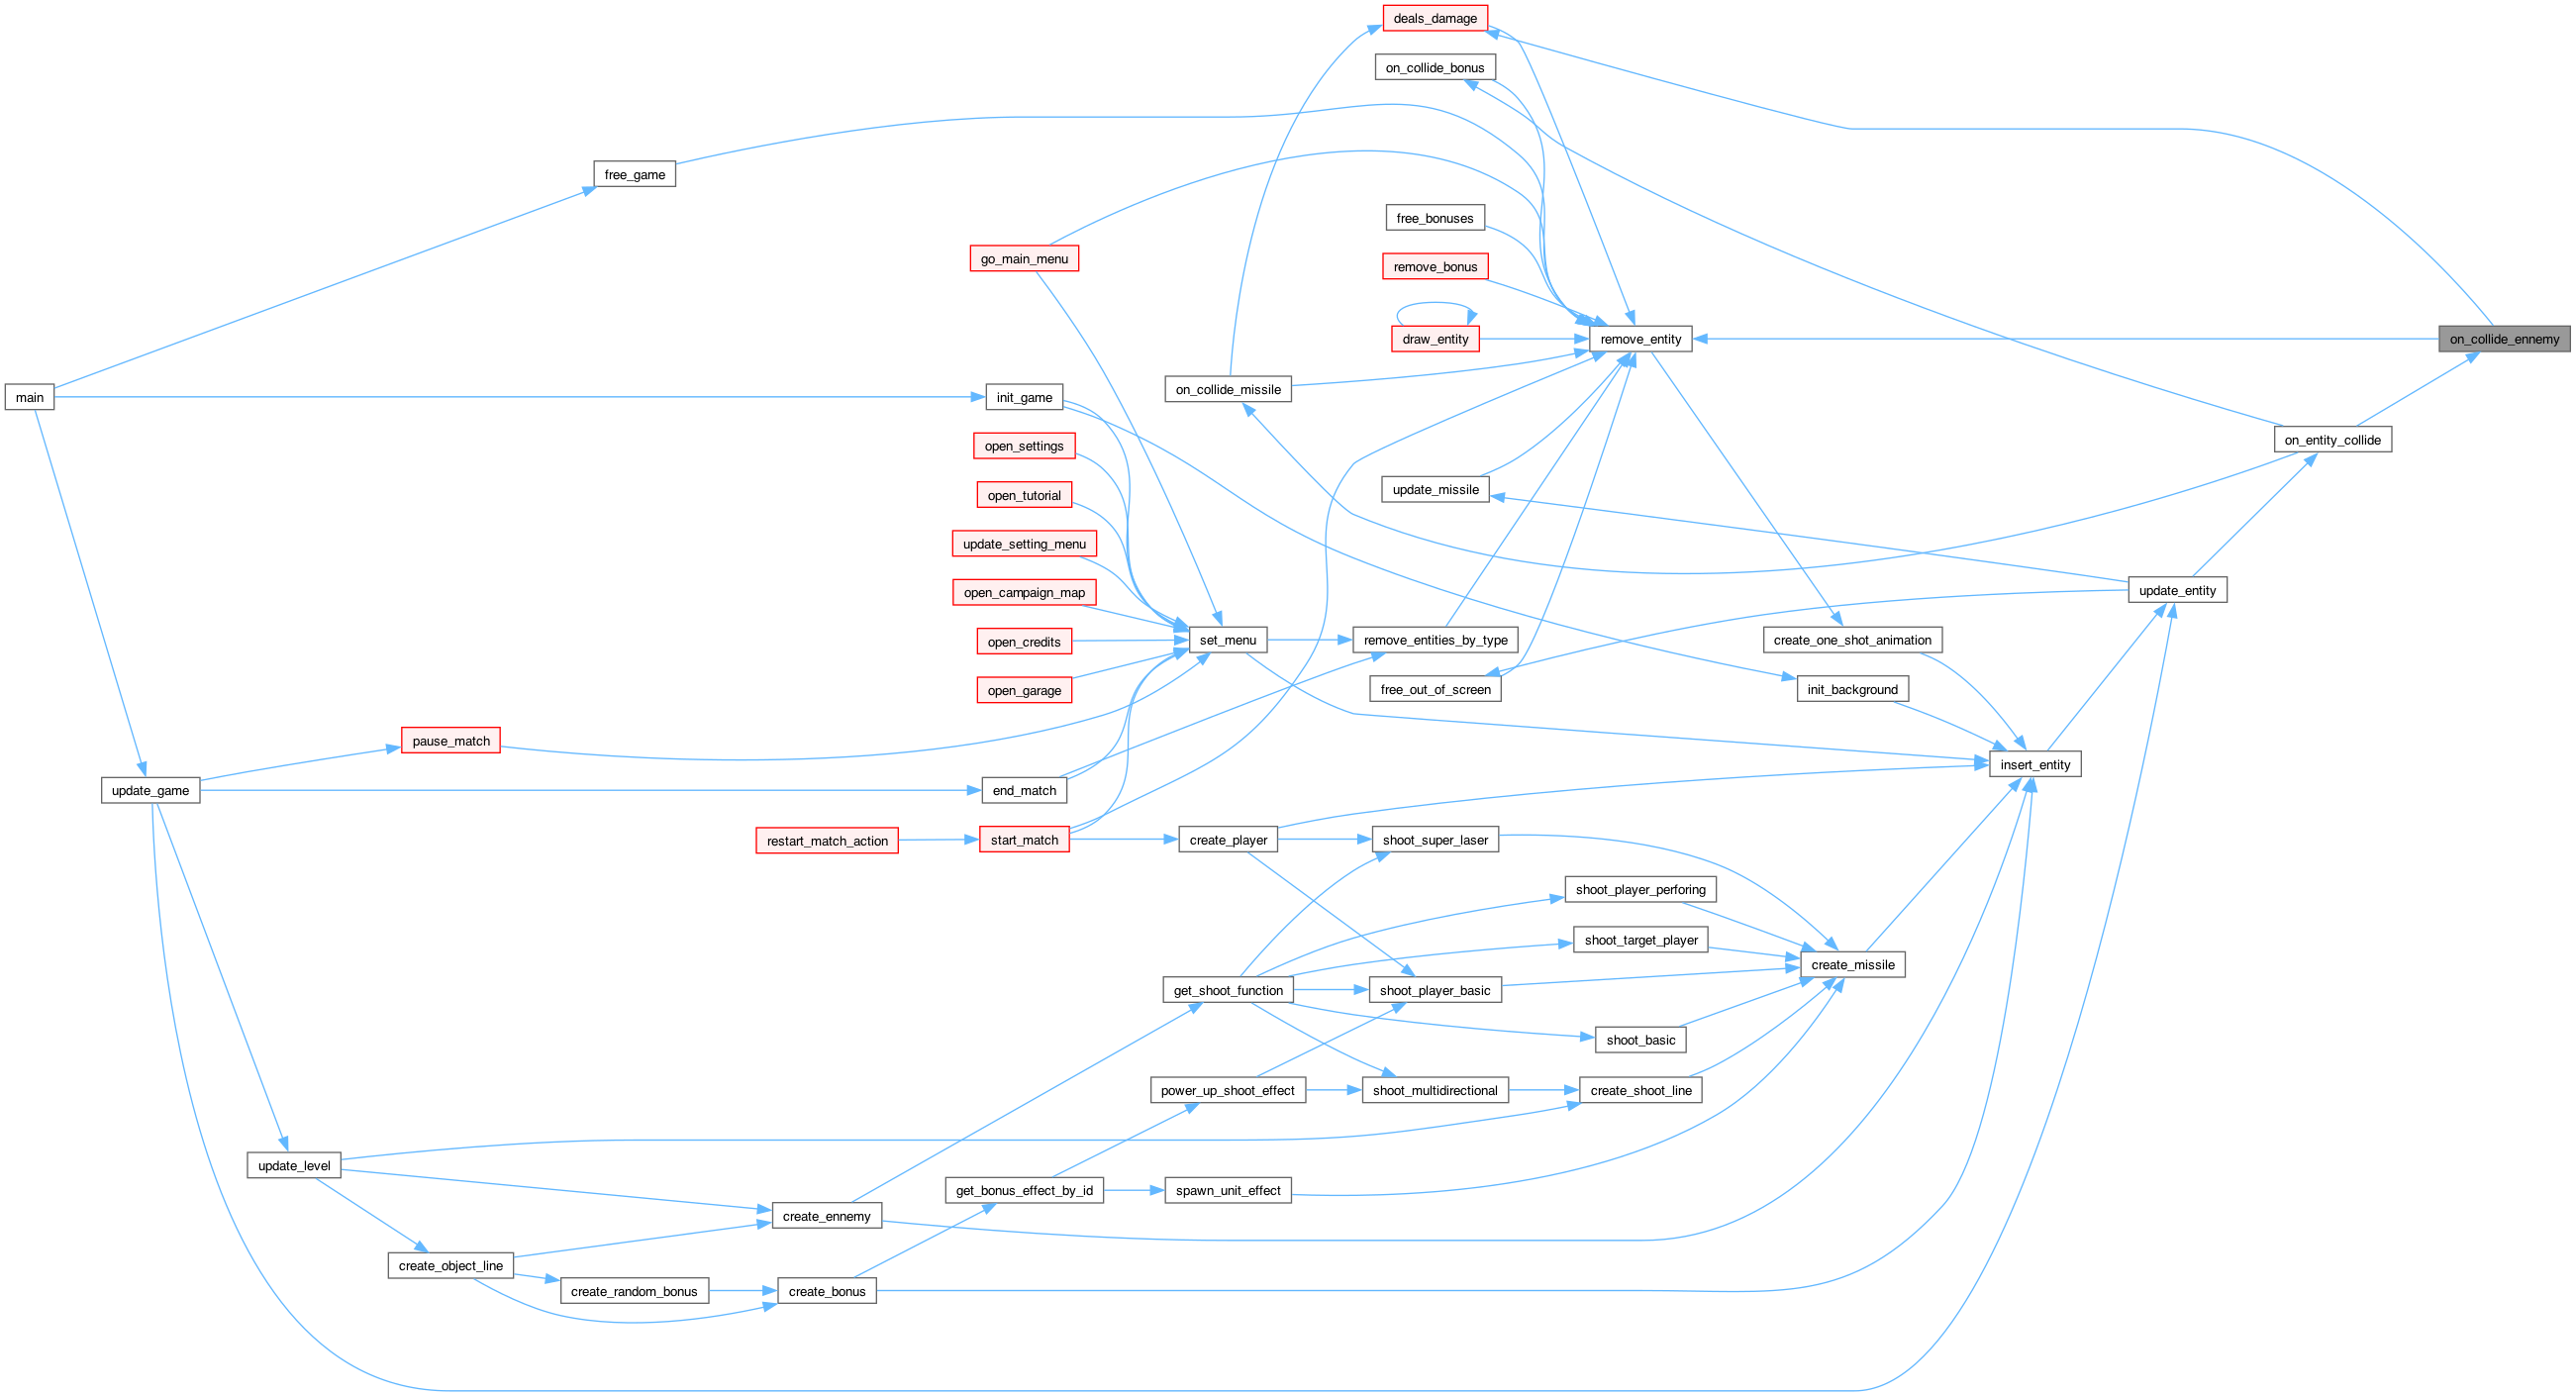 deals_damage
on_collide_bonus
free_game
free_bonuses
go_main_menu
remove_bonus
draw_entity
remove_entity
on_collide_ennemy
on_collide_missile
main
init_game
open_settings
on_entity_collide
open_tutorial
update_missile
update_setting_menu
open_campaign_map
update_entity
open_credits
set_menu
remove_entities_by_type
create_one_shot_animation
open_garage
free_out_of_screen
init_background
pause_match
insert_entity
update_game
end_match
restart_match_action
start_match
create_player
shoot_super_laser
shoot_player_perforing
shoot_target_player
create_missile
get_shoot_function
shoot_player_basic
shoot_basic
power_up_shoot_effect
shoot_multidirectional
create_shoot_line
update_level
get_bonus_effect_by_id
spawn_unit_effect
create_ennemy
create_object_line
create_random_bonus
create_bonus